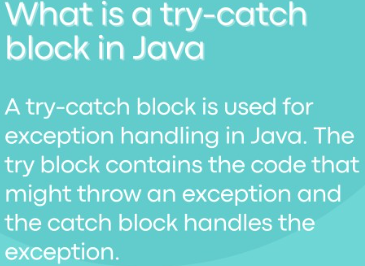 What is a try-catch
block in Java
A try-catch block is used for
exception handling in Java. The
try block contains the code that
might throw an exception and
the catch block handles the
exception.